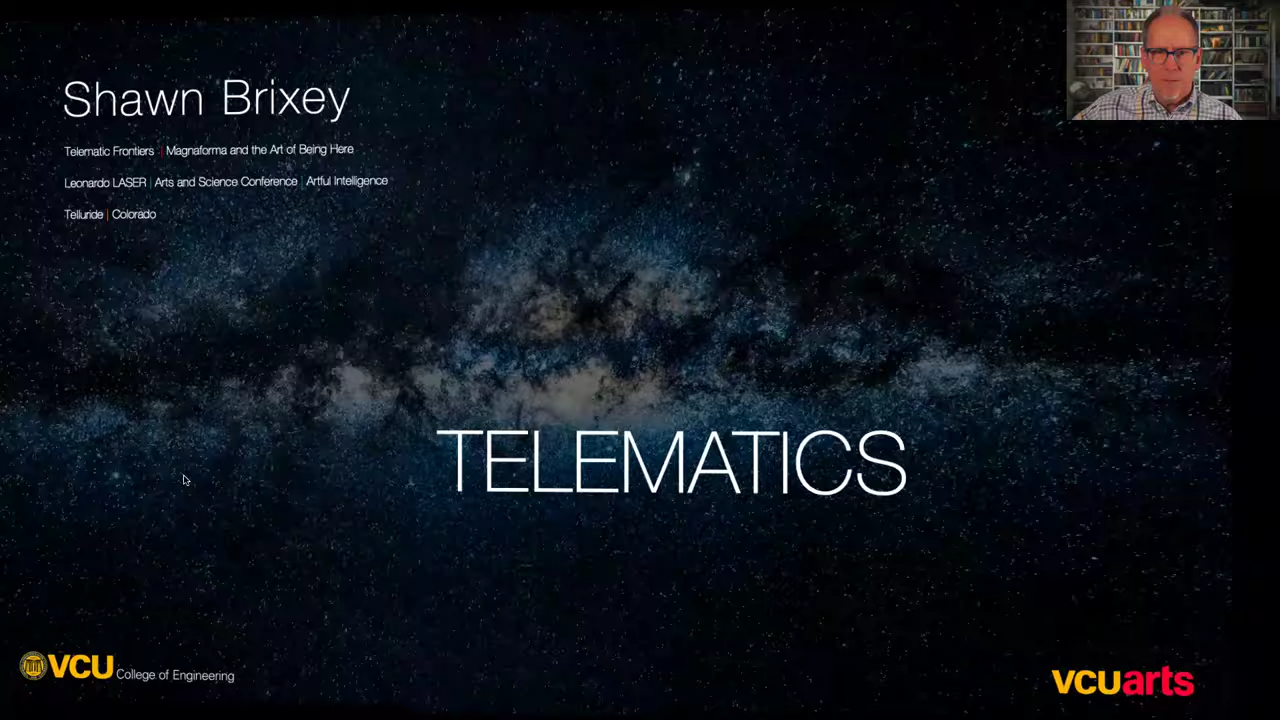 Shawn Brixey
Telematic Frontiers | Magnaforma and the Art of Being Here
Leonardo LASER | Arts and Science Conference | Artful Intelligence
Telluride | Colorado
TELEMATICS
VCU College of Engineering
vcuarts